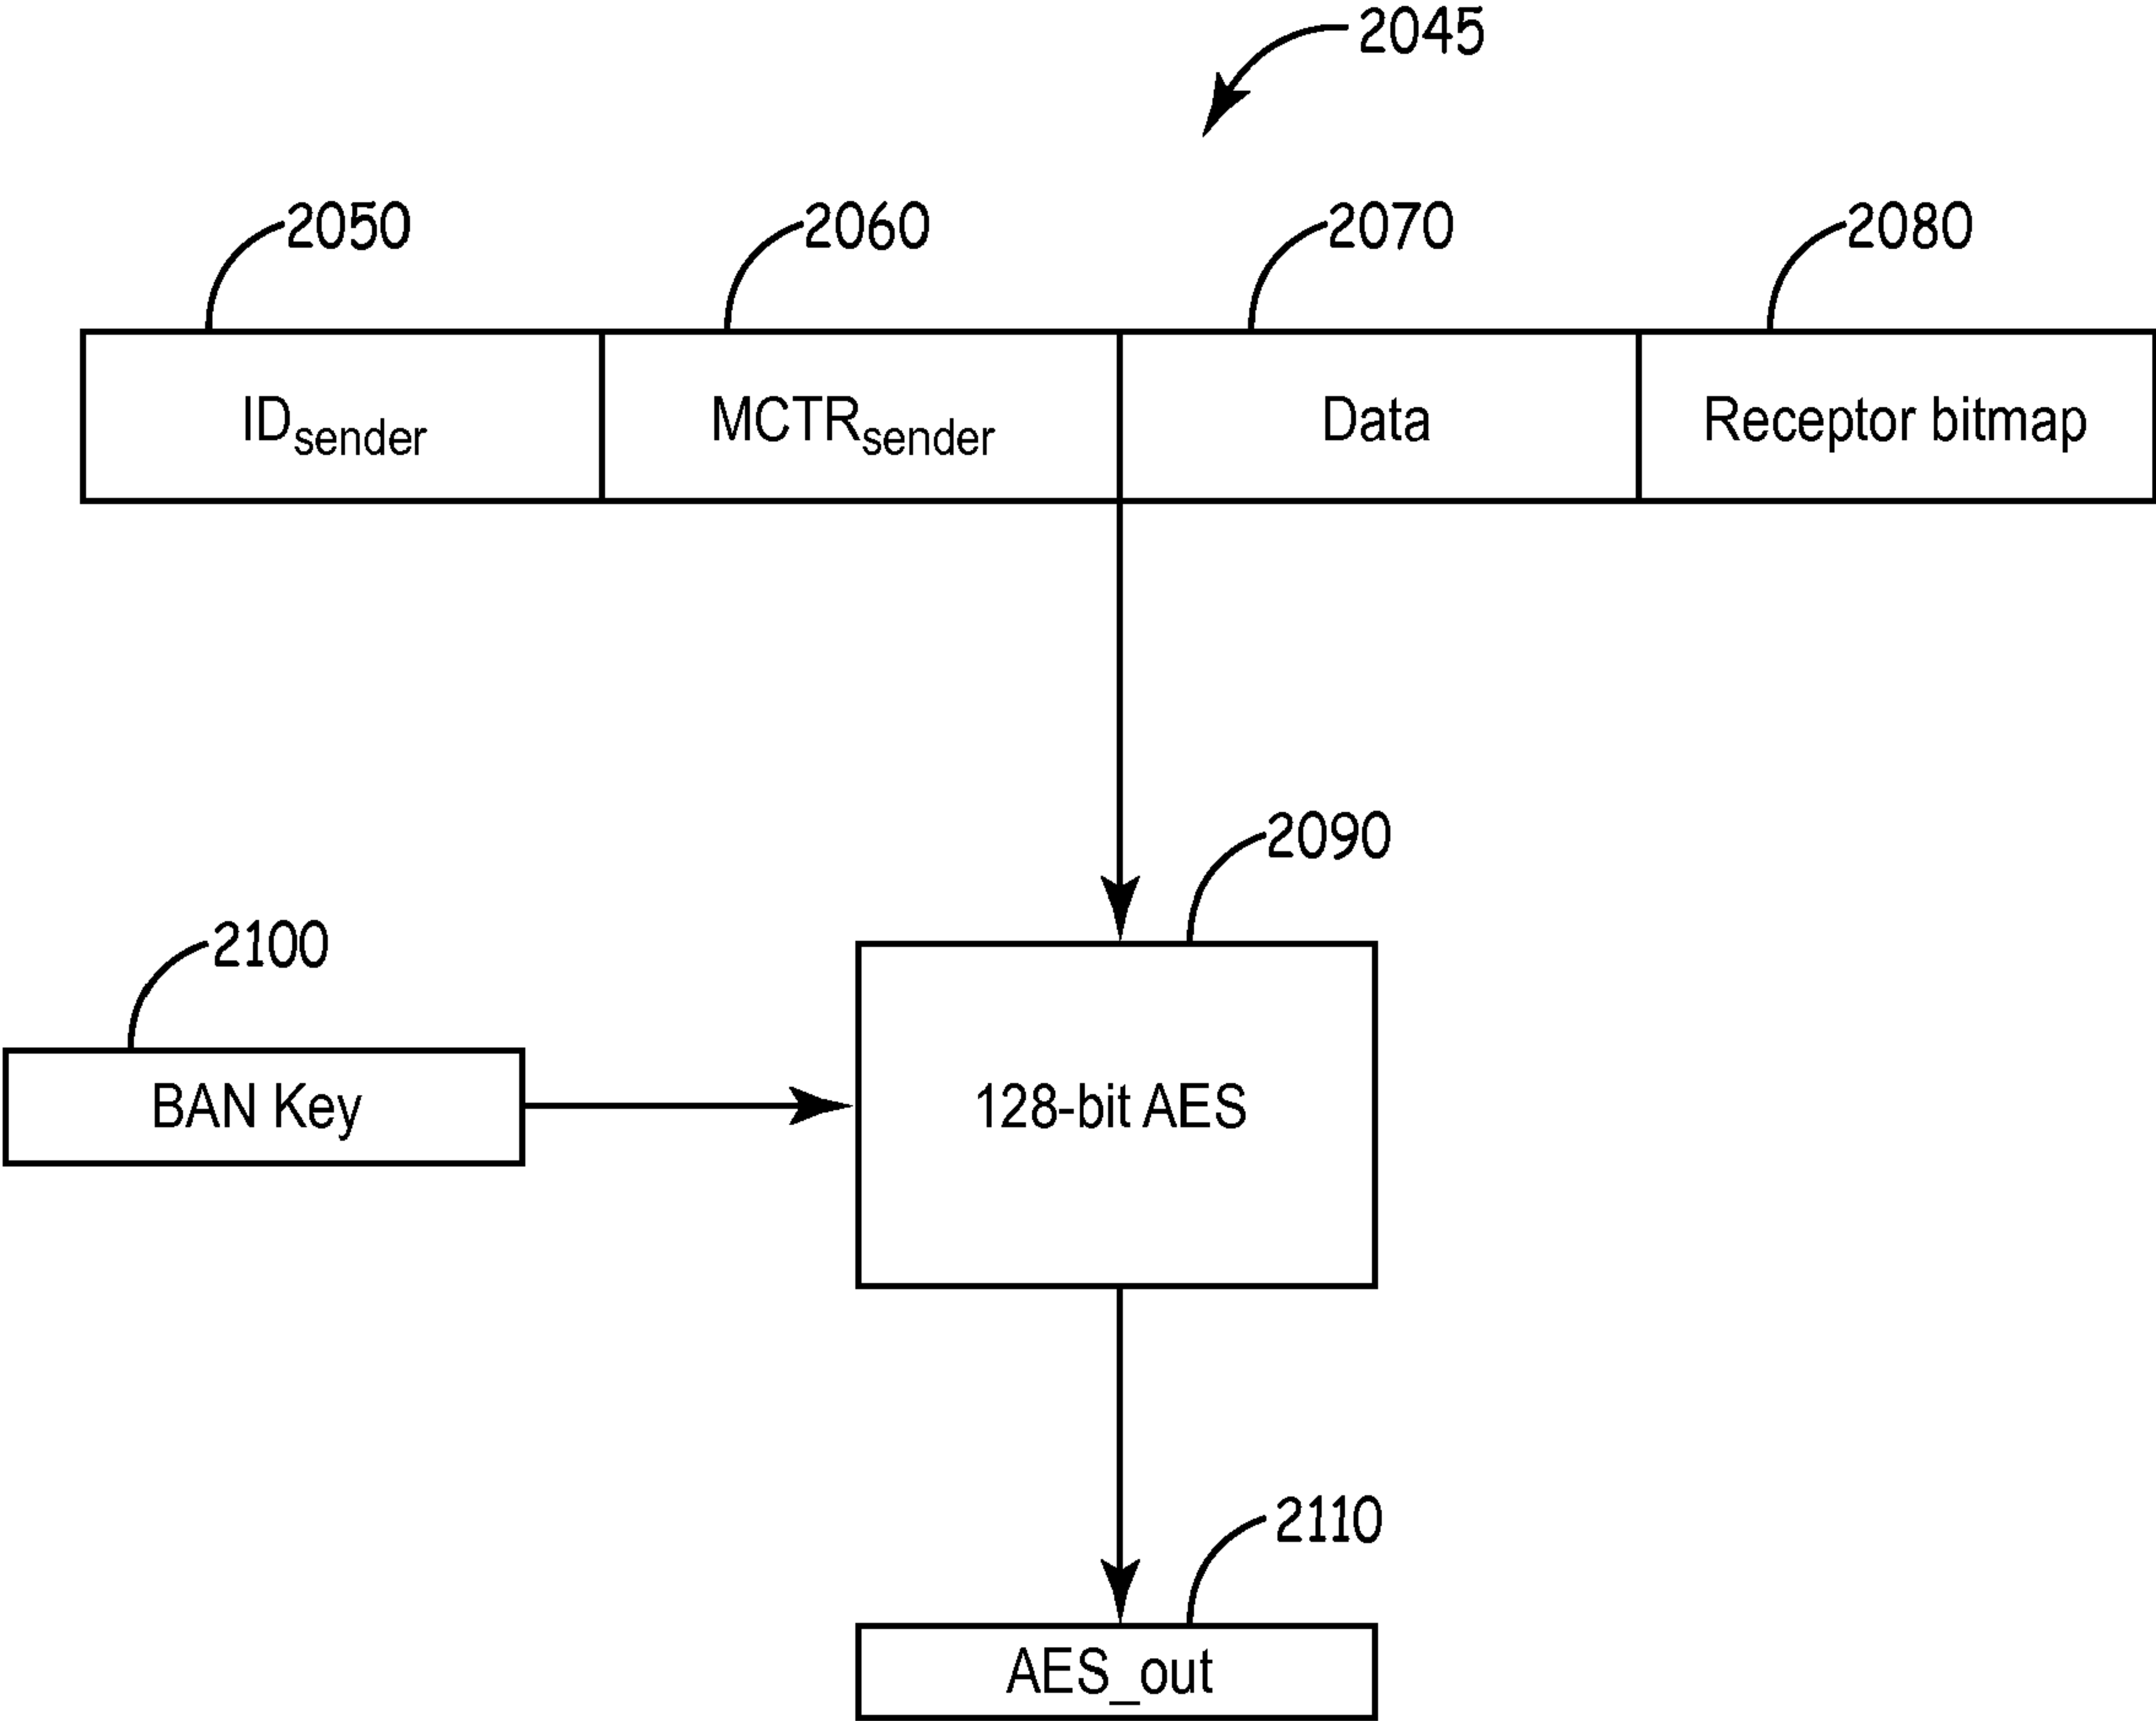 2045
2050 2060 2070 2080
IDsender MCTRsender Data Receptor bitmap
2090
2100
BAN Key 128-bit AES
2110
AES_out